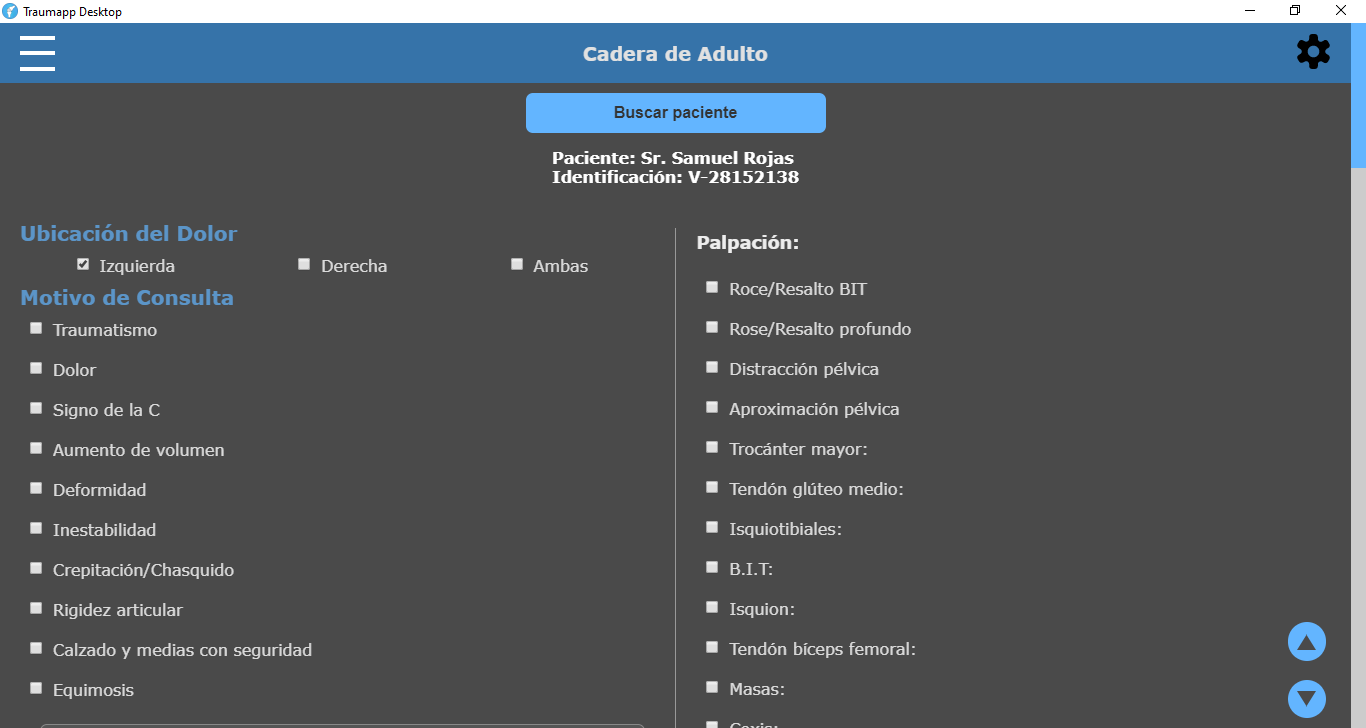 Traumapp Desktop
Cadera de Adulto
Buscar paciente
Paciente: Sr. Samuel Rojas
Identificación: V-28152138
Ubicación del Dolor
Izquierda Derecha Ambas
Motivo de Consulta
Traumatismo
Dolor
Signo de la C
Aumento de volumen
Deformidad
Inestabilidad
Crepitación/Chasquido
Rigidez articular
Calzado y medias con seguridad
Equimosis
Palpación:
Roce/Resalto BIT
Rose/Resalto profundo
Distracción pélvica
Aproximación pélvica
Trocánter mayor:
Tendón glúteo medio:
Isquiotibiales:
B.I.T:
Isquion:
Tendón bíceps femoral:
Masas: